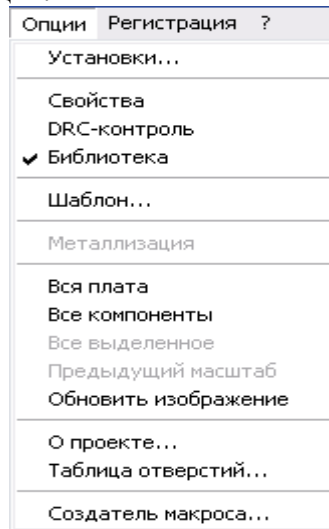 Опции Регистрация ?
Установки...
Свойства
DRC-контроль
Библиотека
Шаблон...
Металлизация
Вся плата
Все компоненты
Все выделенное
Предыдущий масштаб
Обновить изображение
О проекте...
Таблица отверстий...
Создатель макроса...